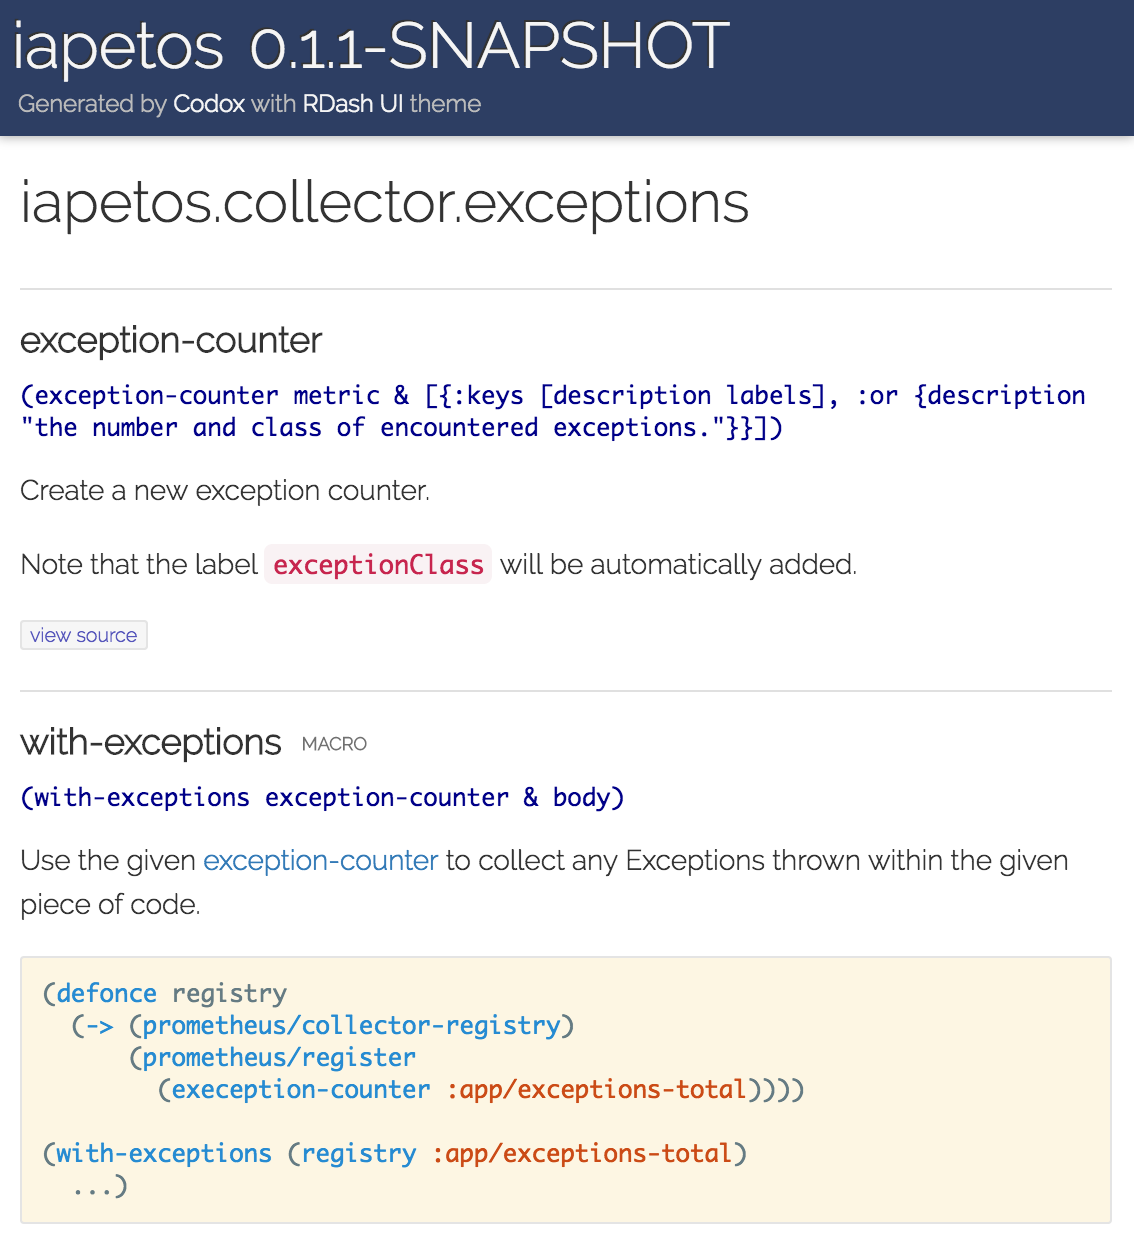 iapetos 0.1.1-SNAPSHOT
Generated by Codox with RDash UI theme
iapetos.collector.exceptions
exception-counter
(exception-counter metric & [{:keys [description labels], :or {description
"the number and class of encountered exceptions."}}])
Create a new exception counter.
Note that the label exceptionClass will be automatically added.
view source
with-exceptions MACRO
(with-exceptions exception-counter & body)
Use the given exception-counter to collect any Exceptions thrown within the given
piece of code.
(defonce registry
  (-> (prometheus/collector-registry)
      (prometheus/register
        (exeception-counter :app/exceptions-total))))
(with-exceptions (registry :app/exceptions-total)
  ...)